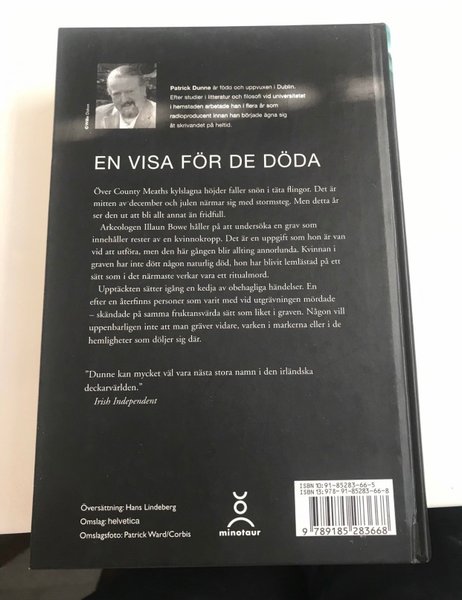 Patrick Dunne är född och uppvuxen i Dublin.
Efter studier i litteratur och filosofi vid universitetet
i hemstaden arbetade han i flera år som
radioproducent innan han började ägna sig
åt skrivandet på heltid.
EN VISA FÖR DE DÖDA
Över County Meaths kylslagna höjder faller snön i täta flingor. Det är
mitten av december och julen närmar sig med stormsteg. Men detta år
ser den ut att bli allt annat än fridfull.
Arkeologen Illaun Bowe håller på att undersöka en grav som
innehåller rester av en kvinnokropp. Det är en uppgift som hon är van
vid att utföra, men den här gången blir allting annorlunda. Kvinnan i
graven har inte dött någon naturlig död, hon har blivit lemlästad på ett
sätt som i det närmaste verkar vara ett ritualmord.
Upptäckten sätter igång en kedja av obehagliga händelser. En
efter en återfinns personer som varit med vid utgrävningen mördade
– skändade på samma fruktansvärda sätt som liket i graven. Någon vill
uppenbarligen inte att man gräver vidare, varken i markerna eller i de
hemligheter som döljer sig där.
"Dunne kan mycket väl vara nästa stora namn i den irländska
deckarvärlden."
Irish Independent
Översättning: Hans Lindeberg
Omslag: helvetica
Omslagsfoto: Patrick Ward/Corbis
minotaur
ISBN 10: 91-85283-66-5
ISBN 13: 978-91-85283-66-8
9 789185 283668